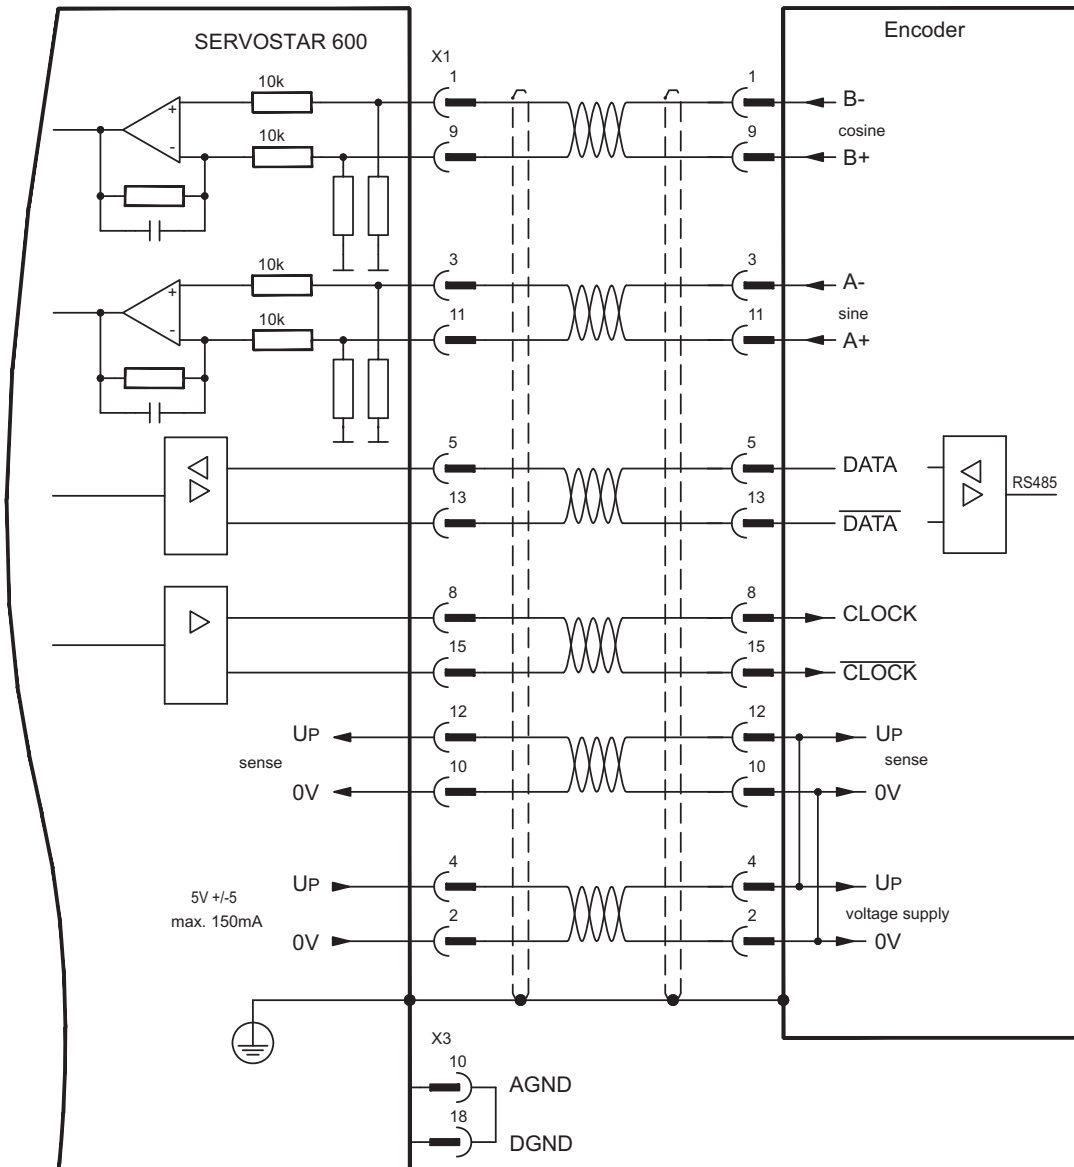 SERVOSTAR 600
Encoder
X1
10k
1
1
B-
+
cosine
10k
9
9
B+
-
10k
3
3
A-
+
sine
10k
11
11
A+
-
5
5
DATA
RS485
13
13
DATA
8
8
CLOCK
15
15
CLOCK
UP
12
12
UP
sense
sense
0V
10
10
0V
UP
4
4
UP
5V +/-5
max. 150mA
voltage supply
0V
2
2
0V
X3
10
AGND
18
DGND